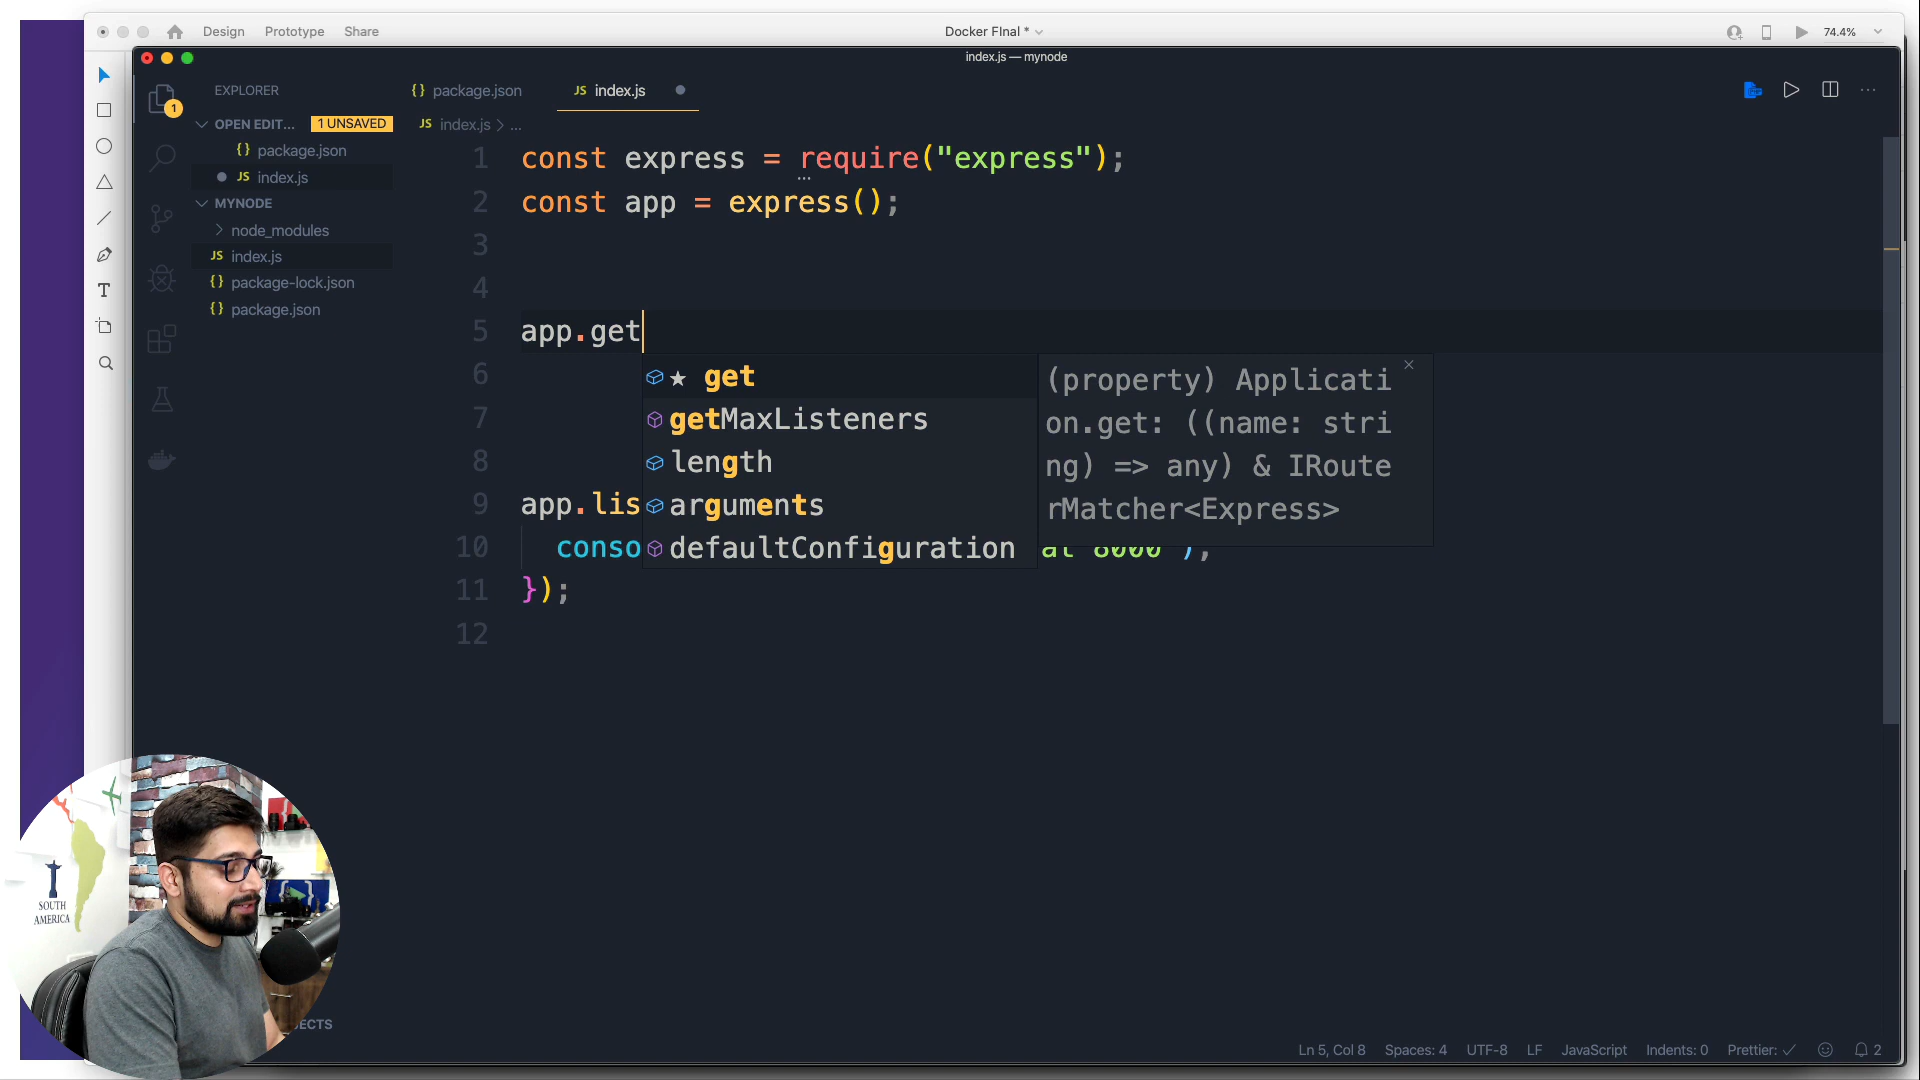 Design Prototype Share
Docker FInal *
74.4%
index.js — mynode
EXPLORER
OPEN EDIT... 1 UNSAVED
{} package.json
JS index.js
MYNODE
node_modules
JS index.js
{} package-lock.json
{} package.json
1
{} package.json
JS index.js
JS index.js > ...
1 const express = require("express");
2 const app = express();
3
4
5 app.get
6
7
8
9 app.lis
10 conso
at 8000
);
11 });
12
★ get
getMaxListeners
length
arguments
defaultConfiguration
(property) Applicati
on.get: ((name: stri
ng) => any) & IRoute
rMatcher<Express>
SOUTH
AMERICA
ECTS
Ln 5, Col 8 Spaces: 4 UTF-8 LF JavaScript Indents: 0 Prettier: ✓ 2